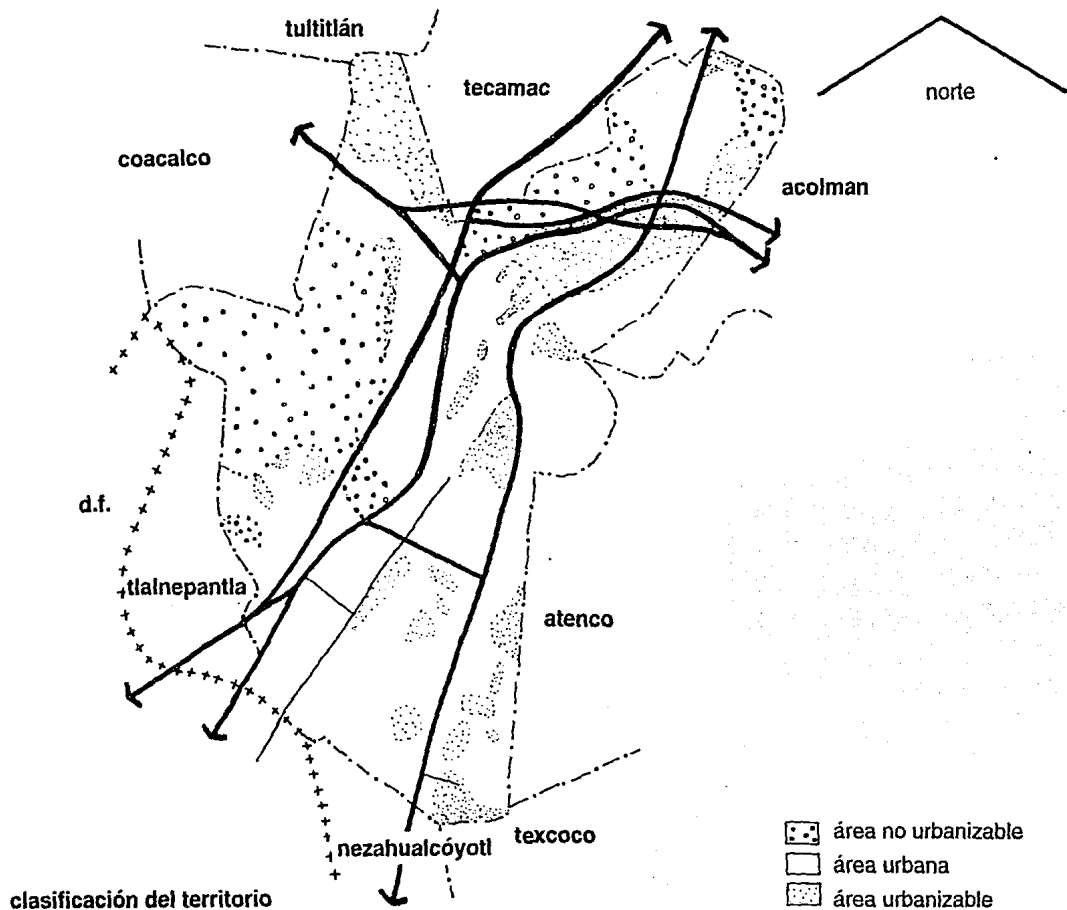 tultitlán
tecamac
norte
coacalco
acolman
d.f.
tlalnepantla
atenco
nezahualcóyotl
texcoco
área no urbanizable
área urbana
área urbanizable
clasificación del territorio